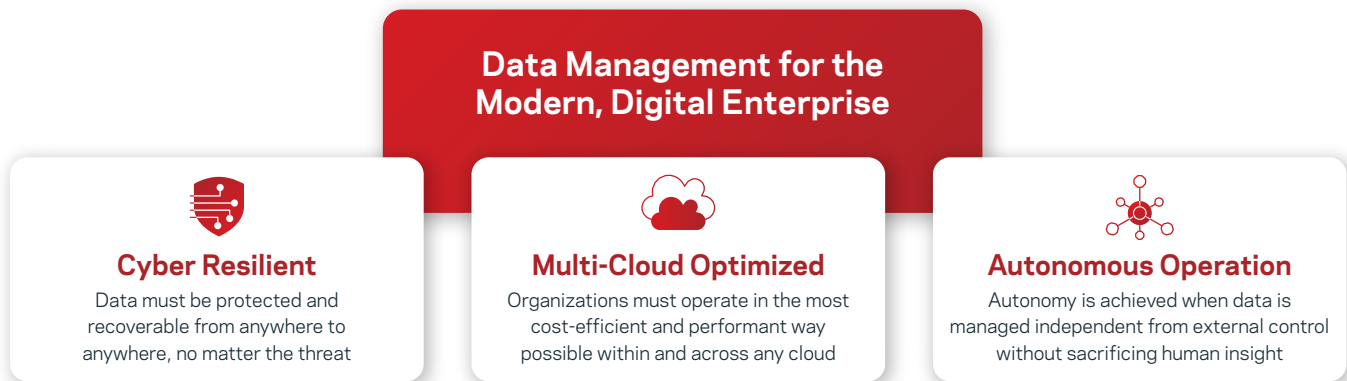 Data Management for the
Modern, Digital Enterprise
Cyber Resilient
Data must be protected and
recoverable from anywhere to
anywhere, no matter the threat
Multi-Cloud Optimized
Organizations must operate in the most
cost-efficient and performant way
possible within and across any cloud
Autonomous Operation
Autonomy is achieved when data is
managed independent from external control
without sacrificing human insight